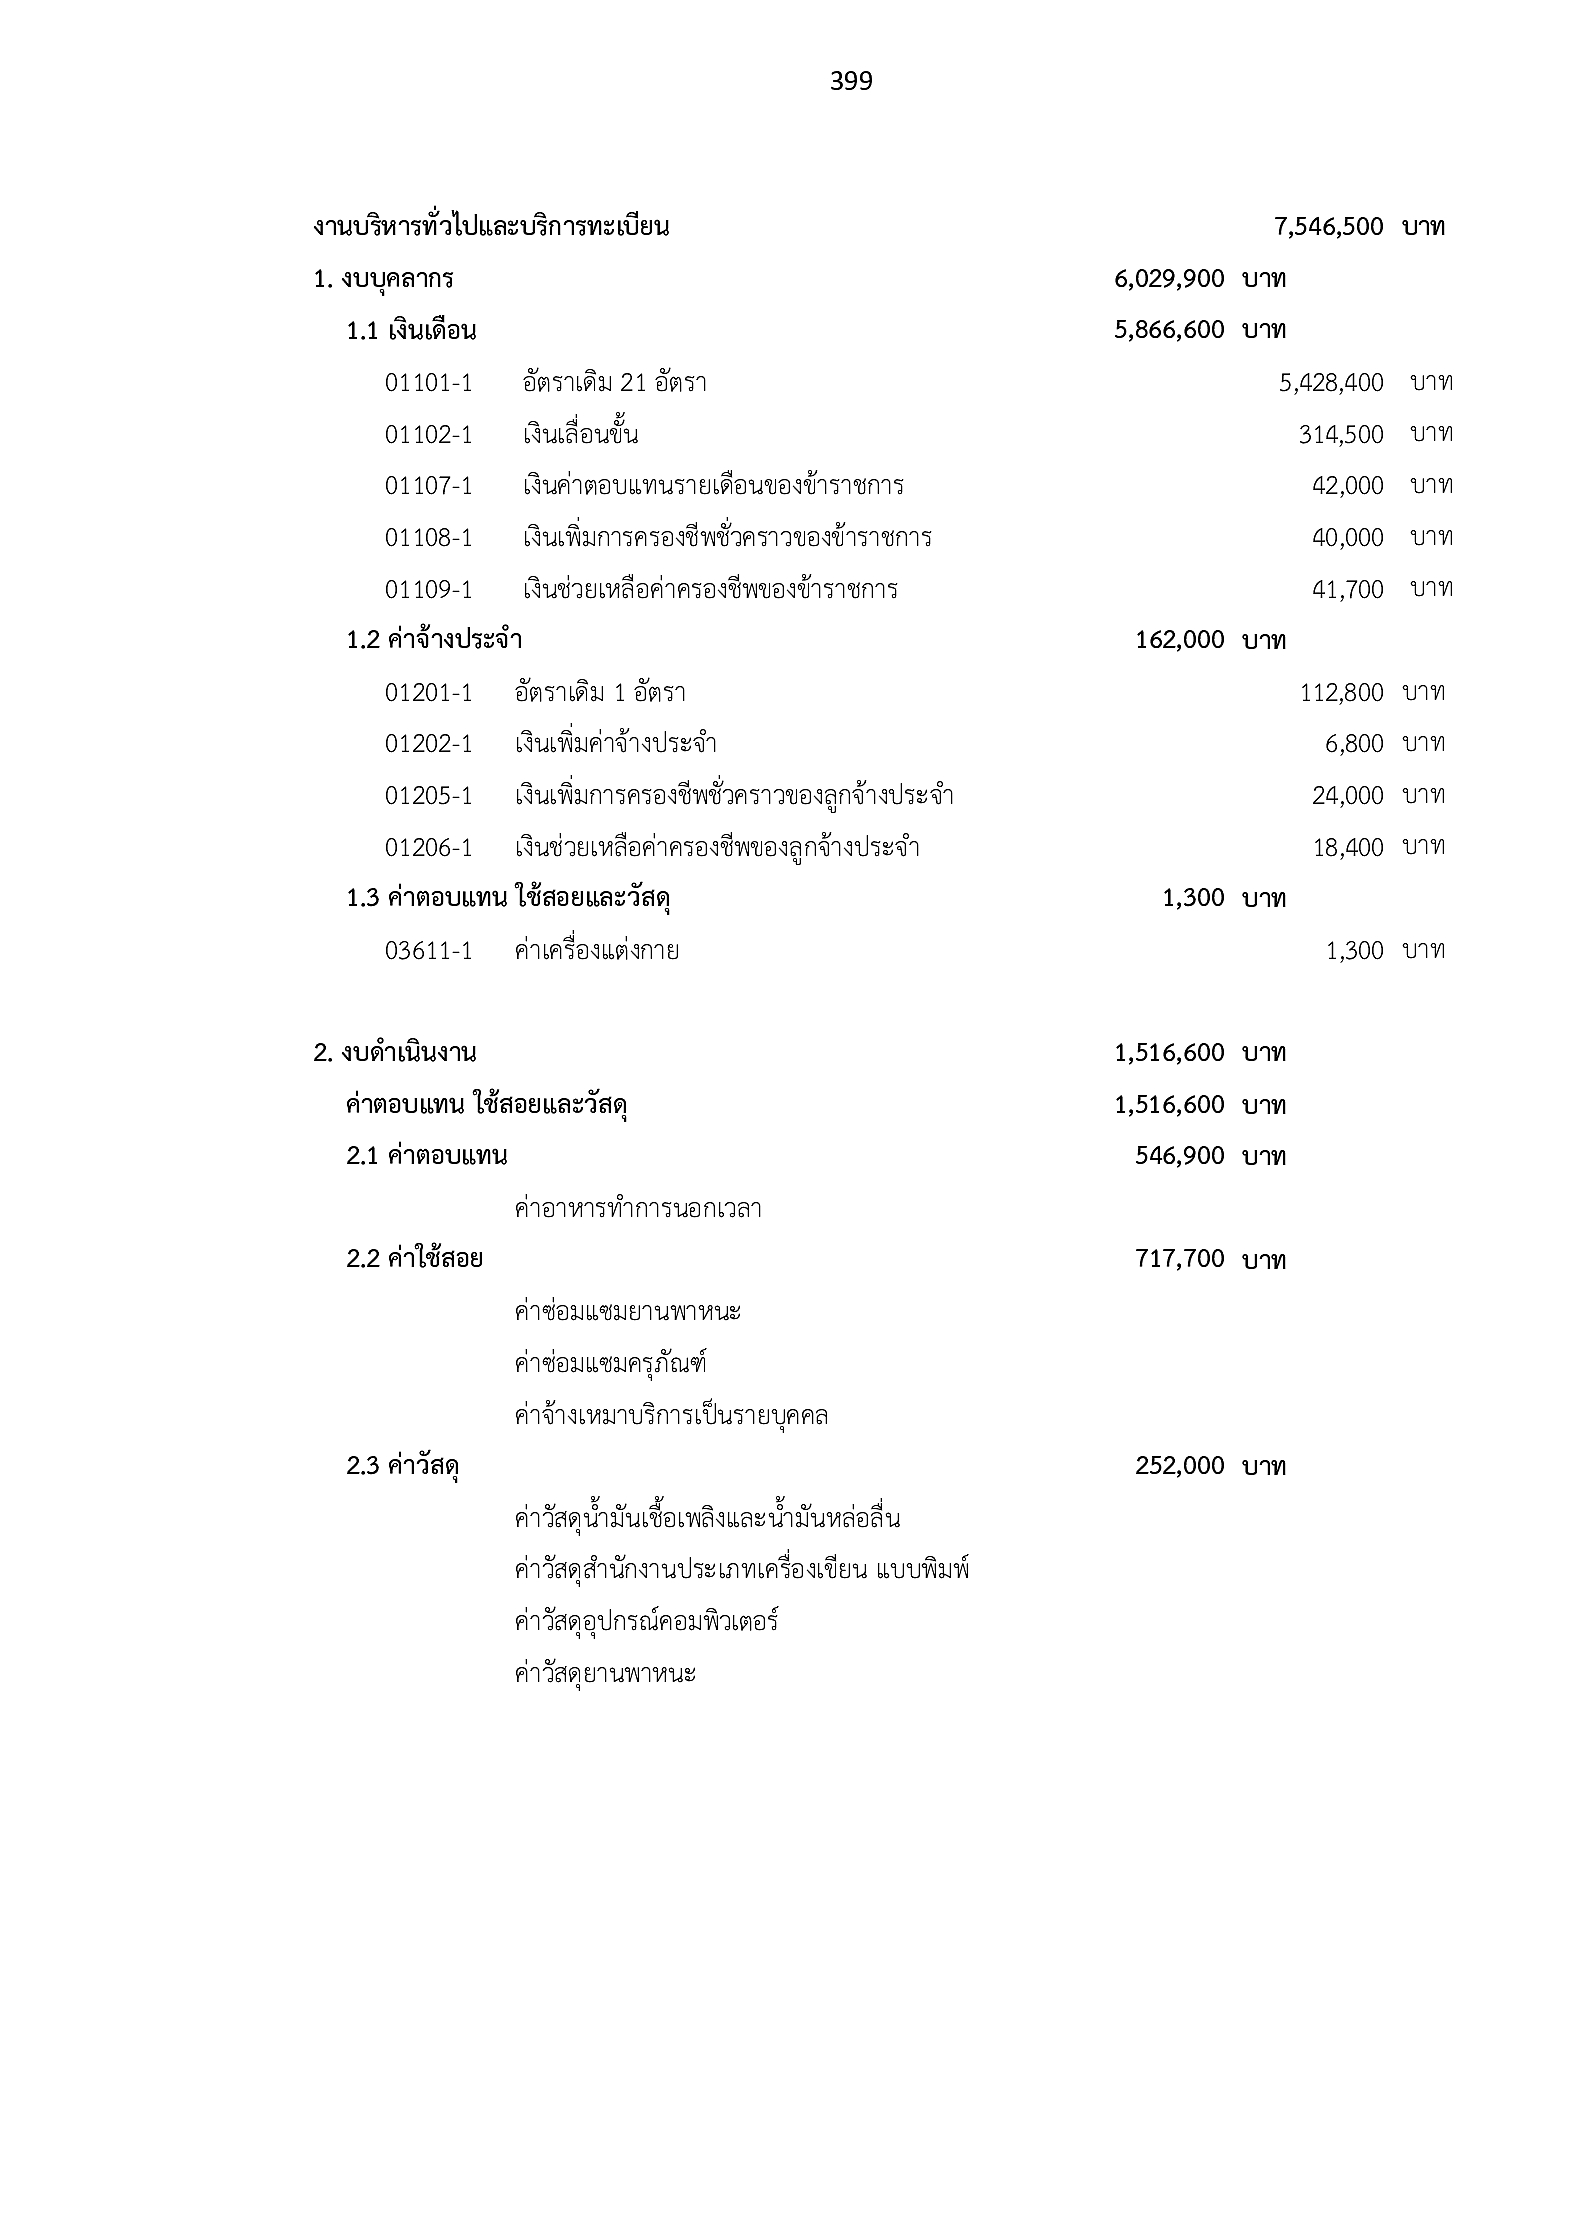 399
งานบริหารทั่วไปและบริการทะเบียน 7,546,500 บาท
1. งบบุคลากร 6,029,900 บาท
1.1 เงินเดือน 5,866,600 บาท
01101-1 อัตราเดิม 21 อัตรา 5,428,400 บาท
01102-1 เงินเลื่อนขั้น 314,500 บาท
01107-1 เงินค่าตอบแทนรายเดือนของข้าราชการ 42,000 บาท
01108-1 เงินเพิ่มการครองชีพชั่วคราวของข้าราชการ 40,000 บาท
01109-1 เงินช่วยเหลือค่าครองชีพของข้าราชการ 41,700 บาท
1.2 ค่าจ้างประจำ 162,000 บาท
01201-1 อัตราเดิม 1 อัตรา 112,800 บาท
01202-1 เงินเพิ่มค่าจ้างประจำ 6,800 บาท
01205-1 เงินเพิ่มการครองชีพชั่วคราวของลูกจ้างประจำ 24,000 บาท
01206-1 เงินช่วยเหลือค่าครองชีพของลูกจ้างประจำ 18,400 บาท
1.3 ค่าตอบแทน ใช้สอยและวัสดุ 1,300 บาท
03611-1 ค่าเครื่องแต่งกาย 1,300 บาท
2. งบดำเนินงาน 1,516,600 บาท
ค่าตอบแทน ใช้สอยและวัสดุ 1,516,600 บาท
2.1 ค่าตอบแทน 546,900 บาท
ค่าอาหารทำการนอกเวลา
2.2 ค่าใช้สอย 717,700 บาท
ค่าซ่อมแซมยานพาหนะ
ค่าซ่อมแซมครุภัณฑ์
ค่าจ้างเหมาบริการเป็นรายบุคคล
2.3 ค่าวัสดุ 252,000 บาท
ค่าวัสดุน้ำมันเชื้อเพลิงและน้ำมันหล่อลื่น
ค่าวัสดุสำนักงานประเภทเครื่องเขียน แบบพิมพ์
ค่าวัสดุอุปกรณ์คอมพิวเตอร์
ค่าวัสดุยานพาหนะ